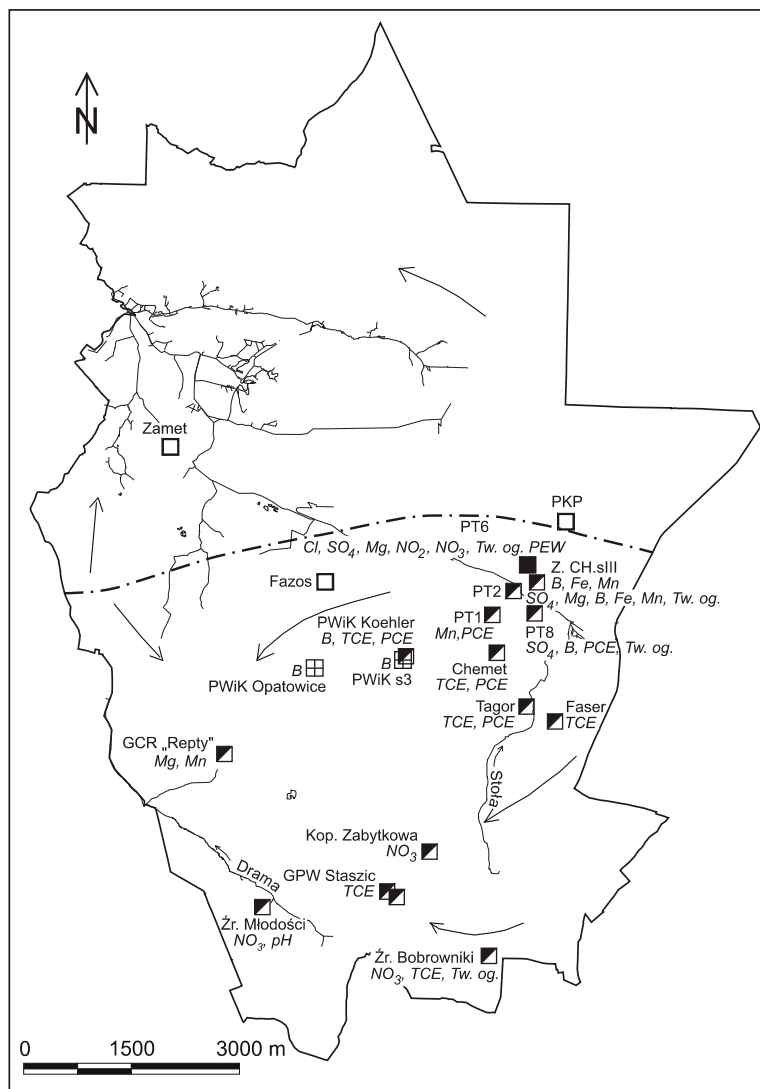 N
Zamet
PKP
PT6
Cl, SO₄, Mg, NO₂, NO₃, Tw. og. PEW
Z. CH.sIII
B, Fe, Mn
Fazos
PT2
SO₄, Mg, B, Fe, Mn, Tw. og.
PWiK Koehler
B, TCE, PCE
PT1
Mn,PCE
PT8
SO₄, B, PCE, Tw. og.
B
B
PWiK Opatowice
PWiK s3
Chemet
TCE, PCE
Tagor
TCE, PCE
Faser
TCE
GCR „Repty"
Mg, Mn
Stoła
Kop. Zabytkowa
NO₃
Drama
GPW Staszic
TCE
Źr. Młodości
NO₃, pH
Źr. Bobrowniki
NO₃, TCE, Tw. og.
0 1500 3000 m